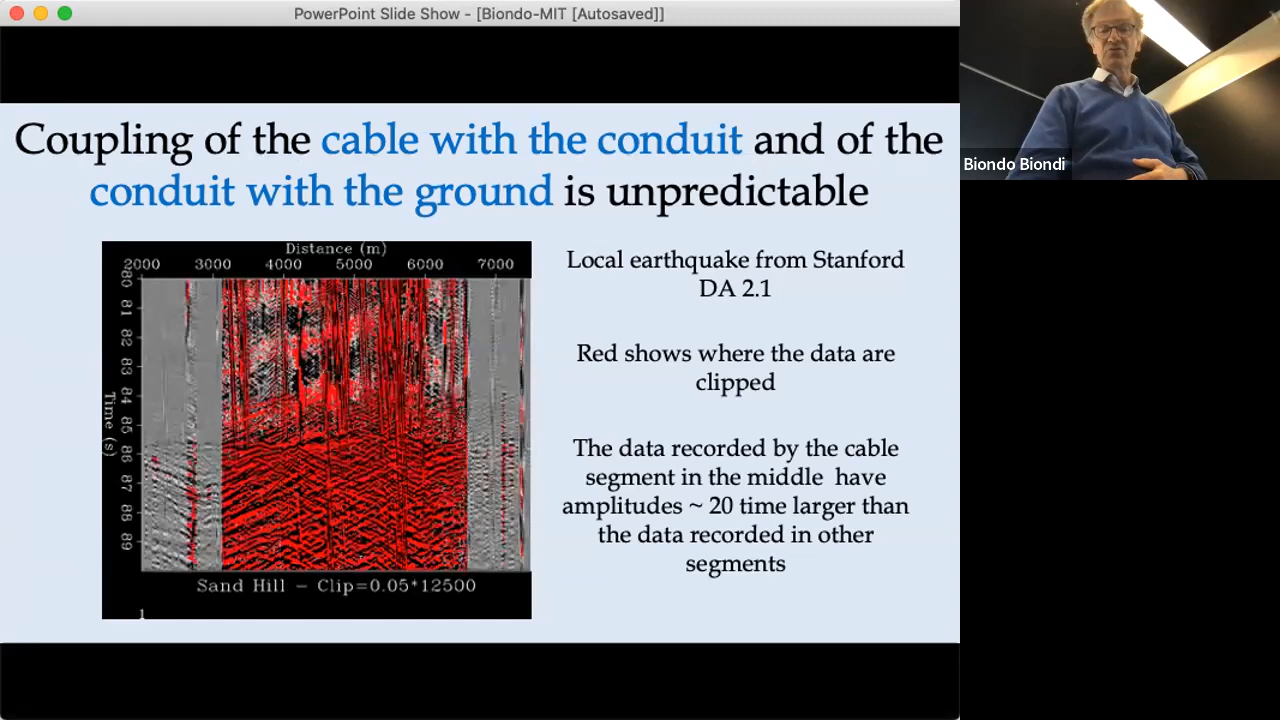 PowerPoint Slide Show - [Biondo-MIT [Autosaved]]
Coupling of the cable with the conduit and of the
conduit with the ground is unpredictable
Distance (m)
2000 3000 4000 5000 6000 7000
Time (s)
80
81
82
83
84
85
86
87
88
89
Sand Hill - Clip=0.05*12500
1
Local earthquake from Stanford
DA 2.1
Red shows where the data are
clipped
The data recorded by the cable
segment in the middle have
amplitudes ~ 20 time larger than
the data recorded in other
segments
Biondo Biondi